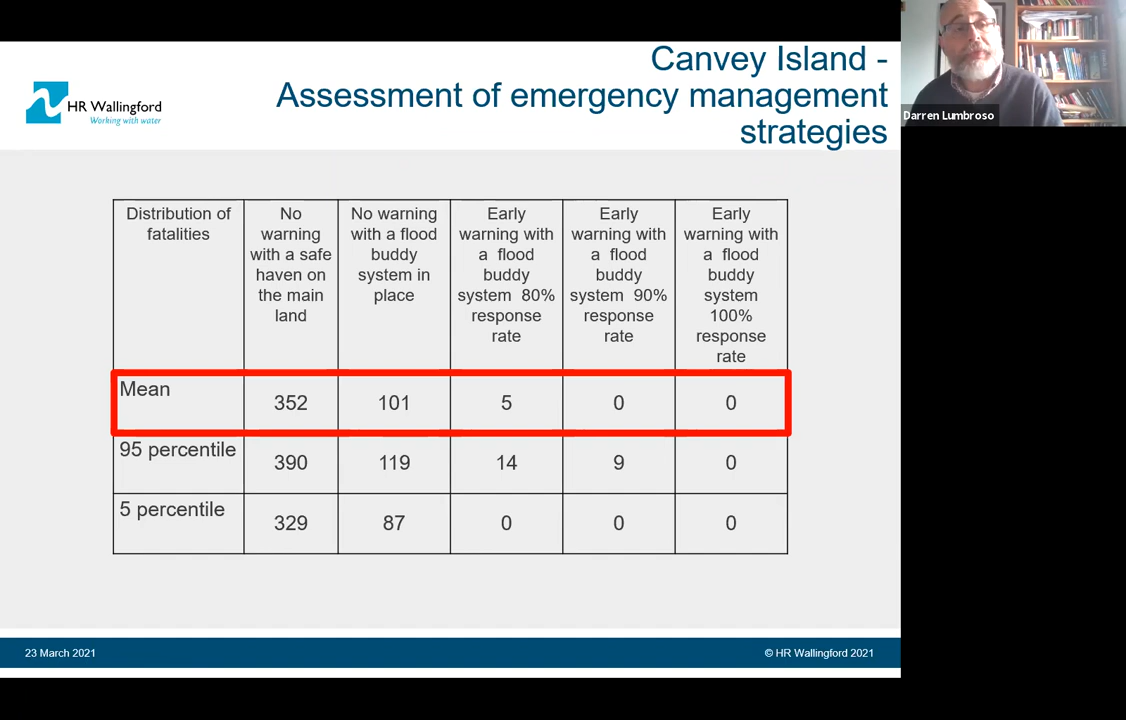 Canvey Island -
Assessment of emergency management
strategies
HR Wallingford
Working with water
Darren Lumbroso
Distribution of
fatalities
No
warning
with a safe
haven on
the main
land
No warning
with a flood
buddy
system in
place
Early
warning with
a flood
buddy
system 80%
response
rate
Early
warning with
a flood
buddy
system 90%
response
rate
Early
warning with
a flood
buddy
system
100%
response
rate
Mean
352
101
5
0
0
95 percentile
390
119
14
9
0
5 percentile
329
87
0
0
0
23 March 2021
© HR Wallingford 2021